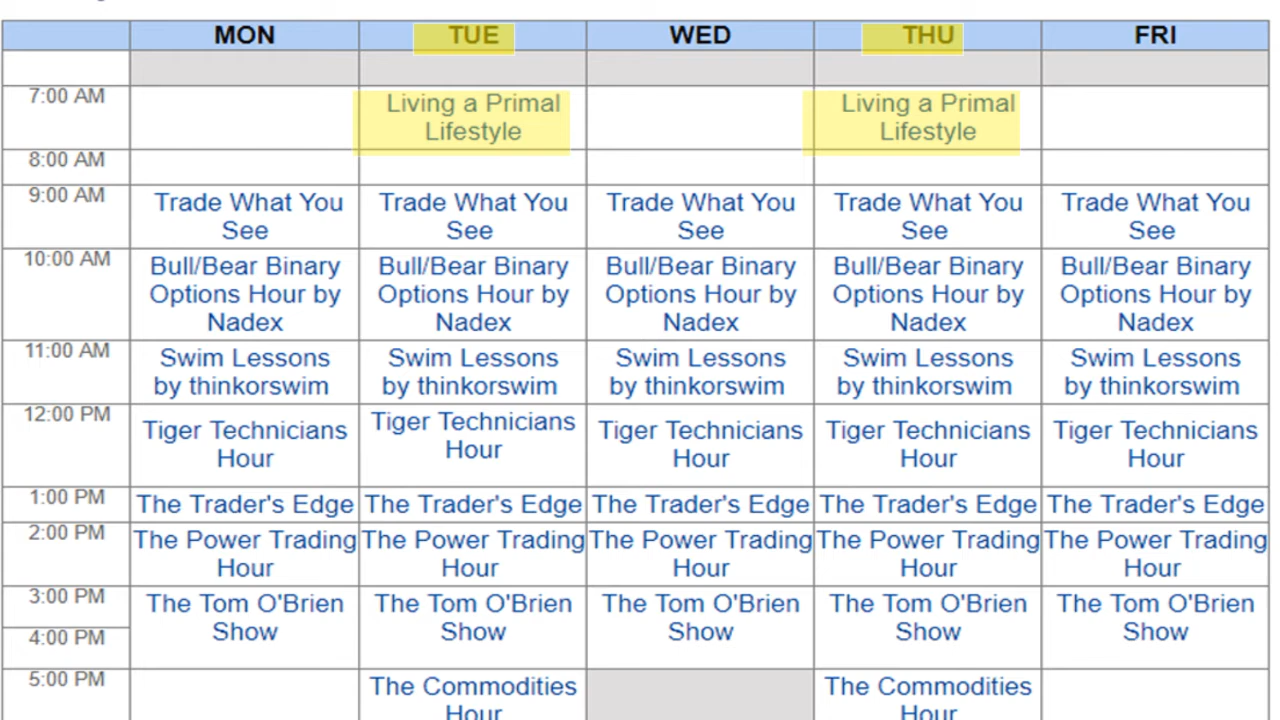 MON TUE WED THU FRI
7:00 AM
Living a Primal Living a Primal
Lifestyle Lifestyle
8:00 AM
9:00 AM
Trade What You Trade What You Trade What You Trade What You Trade What You
See See See See See
10:00 AM
Bull/Bear Binary Bull/Bear Binary Bull/Bear Binary Bull/Bear Binary Bull/Bear Binary
Options Hour by Options Hour by Options Hour by Options Hour by Options Hour by
Nadex Nadex Nadex Nadex Nadex
11:00 AM
Swim Lessons Swim Lessons Swim Lessons Swim Lessons Swim Lessons
by thinkorswim by thinkorswim by thinkorswim by thinkorswim by thinkorswim
12:00 PM
Tiger Technicians Tiger Technicians Tiger Technicians Tiger Technicians Tiger Technicians
Hour Hour Hour Hour Hour
1:00 PM
The Trader's Edge The Trader's Edge The Trader's Edge The Trader's Edge The Trader's Edge
2:00 PM
The Power Trading The Power Trading The Power Trading The Power Trading The Power Trading
Hour Hour Hour Hour Hour
3:00 PM
The Tom O'Brien The Tom O'Brien The Tom O'Brien The Tom O'Brien The Tom O'Brien
Show Show Show Show Show
4:00 PM
5:00 PM
The Commodities The Commodities
Hour Hour